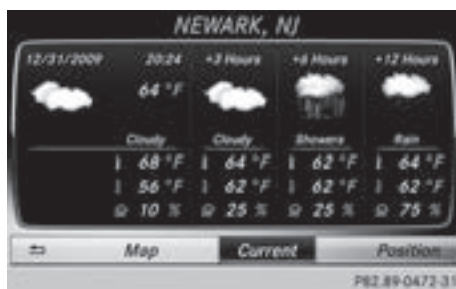 NEWARK, NJ
12/31/2009 20:24 +3 Hours +6 Hours +12 Hours
64 °F
Cloudy Cloudy Showers Rain
68 °F 64 °F 62 °F 64 °F
56 °F 62 °F 62 °F 62 °F
10 % 25 % 25 % 75 %
Map Current Position
P82.89-0472-31